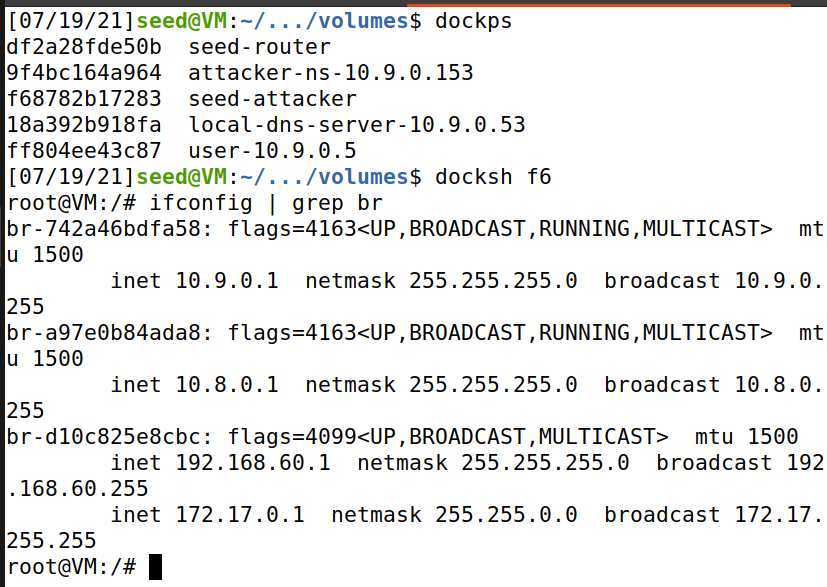 [07/19/21]seed@VM:~/.../volumes$ dockps
df2a28fde50b  seed-router
9f4bc164a964  attacker-ns-10.9.0.153
f68782b17283  seed-attacker
18a392b918fa  local-dns-server-10.9.0.53
ff804ee43c87  user-10.9.0.5
[07/19/21]seed@VM:~/.../volumes$ docksh f6
root@VM:/# ifconfig | grep br
br-742a46bdfa58: flags=4163<UP,BROADCAST,RUNNING,MULTICAST>  mt
u 1500
        inet 10.9.0.1  netmask 255.255.255.0  broadcast 10.9.0.
255
br-a97e0b84ada8: flags=4163<UP,BROADCAST,RUNNING,MULTICAST>  mt
u 1500
        inet 10.8.0.1  netmask 255.255.255.0  broadcast 10.8.0.
255
br-d10c825e8cbc: flags=4099<UP,BROADCAST,MULTICAST>  mtu 1500
        inet 192.168.60.1  netmask 255.255.255.0  broadcast 192
.168.60.255
        inet 172.17.0.1  netmask 255.255.0.0  broadcast 172.17.
255.255
root@VM:/#